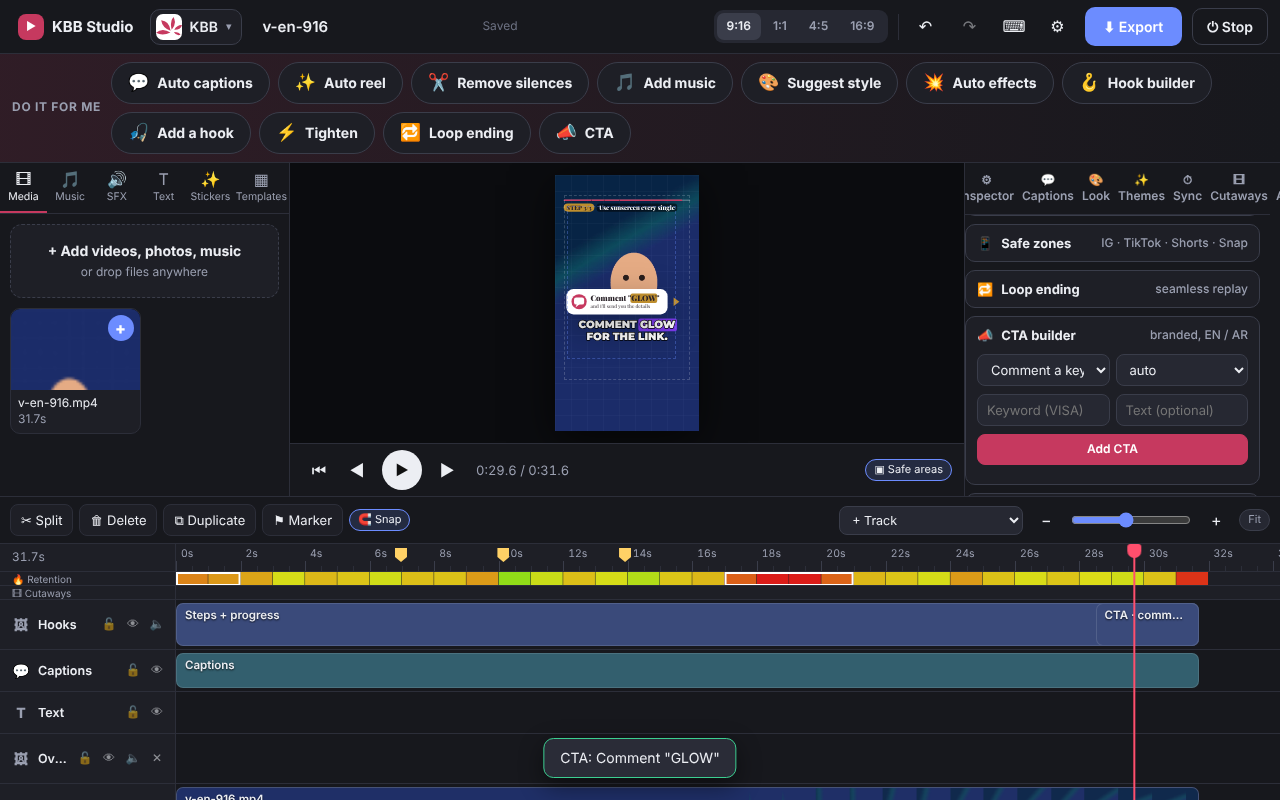 KBB Studio
KBB
v-en-916
Saved
9:16 1:1 4:5 16:9
Export
Stop
DO IT FOR ME
Auto captions
Auto reel
Remove silences
Add music
Suggest style
Auto effects
Hook builder
Add a hook
Tighten
Loop ending
CTA
Media
Music
SFX
Text
Stickers
Templates
+ Add videos, photos, music
or drop files anywhere
v-en-916.mp4
31.7s
STEP 3/3 Use sunscreen every single
Comment "GLOW"
and I'll send you the details
COMMENT GLOW
FOR THE LINK.
0:29.6 / 0:31.6
Safe areas
nspector
Captions
Look
Themes
Sync
Cutaways
Safe zones
IG · TikTok · Shorts · Snap
Loop ending
seamless replay
CTA builder
branded, EN / AR
Comment a key
auto
Keyword (VISA)
Text (optional)
Add CTA
Split
Delete
Duplicate
Marker
Snap
+ Track
− +
Fit
31.7s
0s 2s 4s 6s 8s 0s 12s 14s 16s 18s 20s 22s 24s 26s 28s 30s 32s
Retention
Cutaways
Hooks
Steps + progress
CTA · comm...
Captions
Captions
Text
Ov...
CTA: Comment "GLOW"
v-en-916.mp4